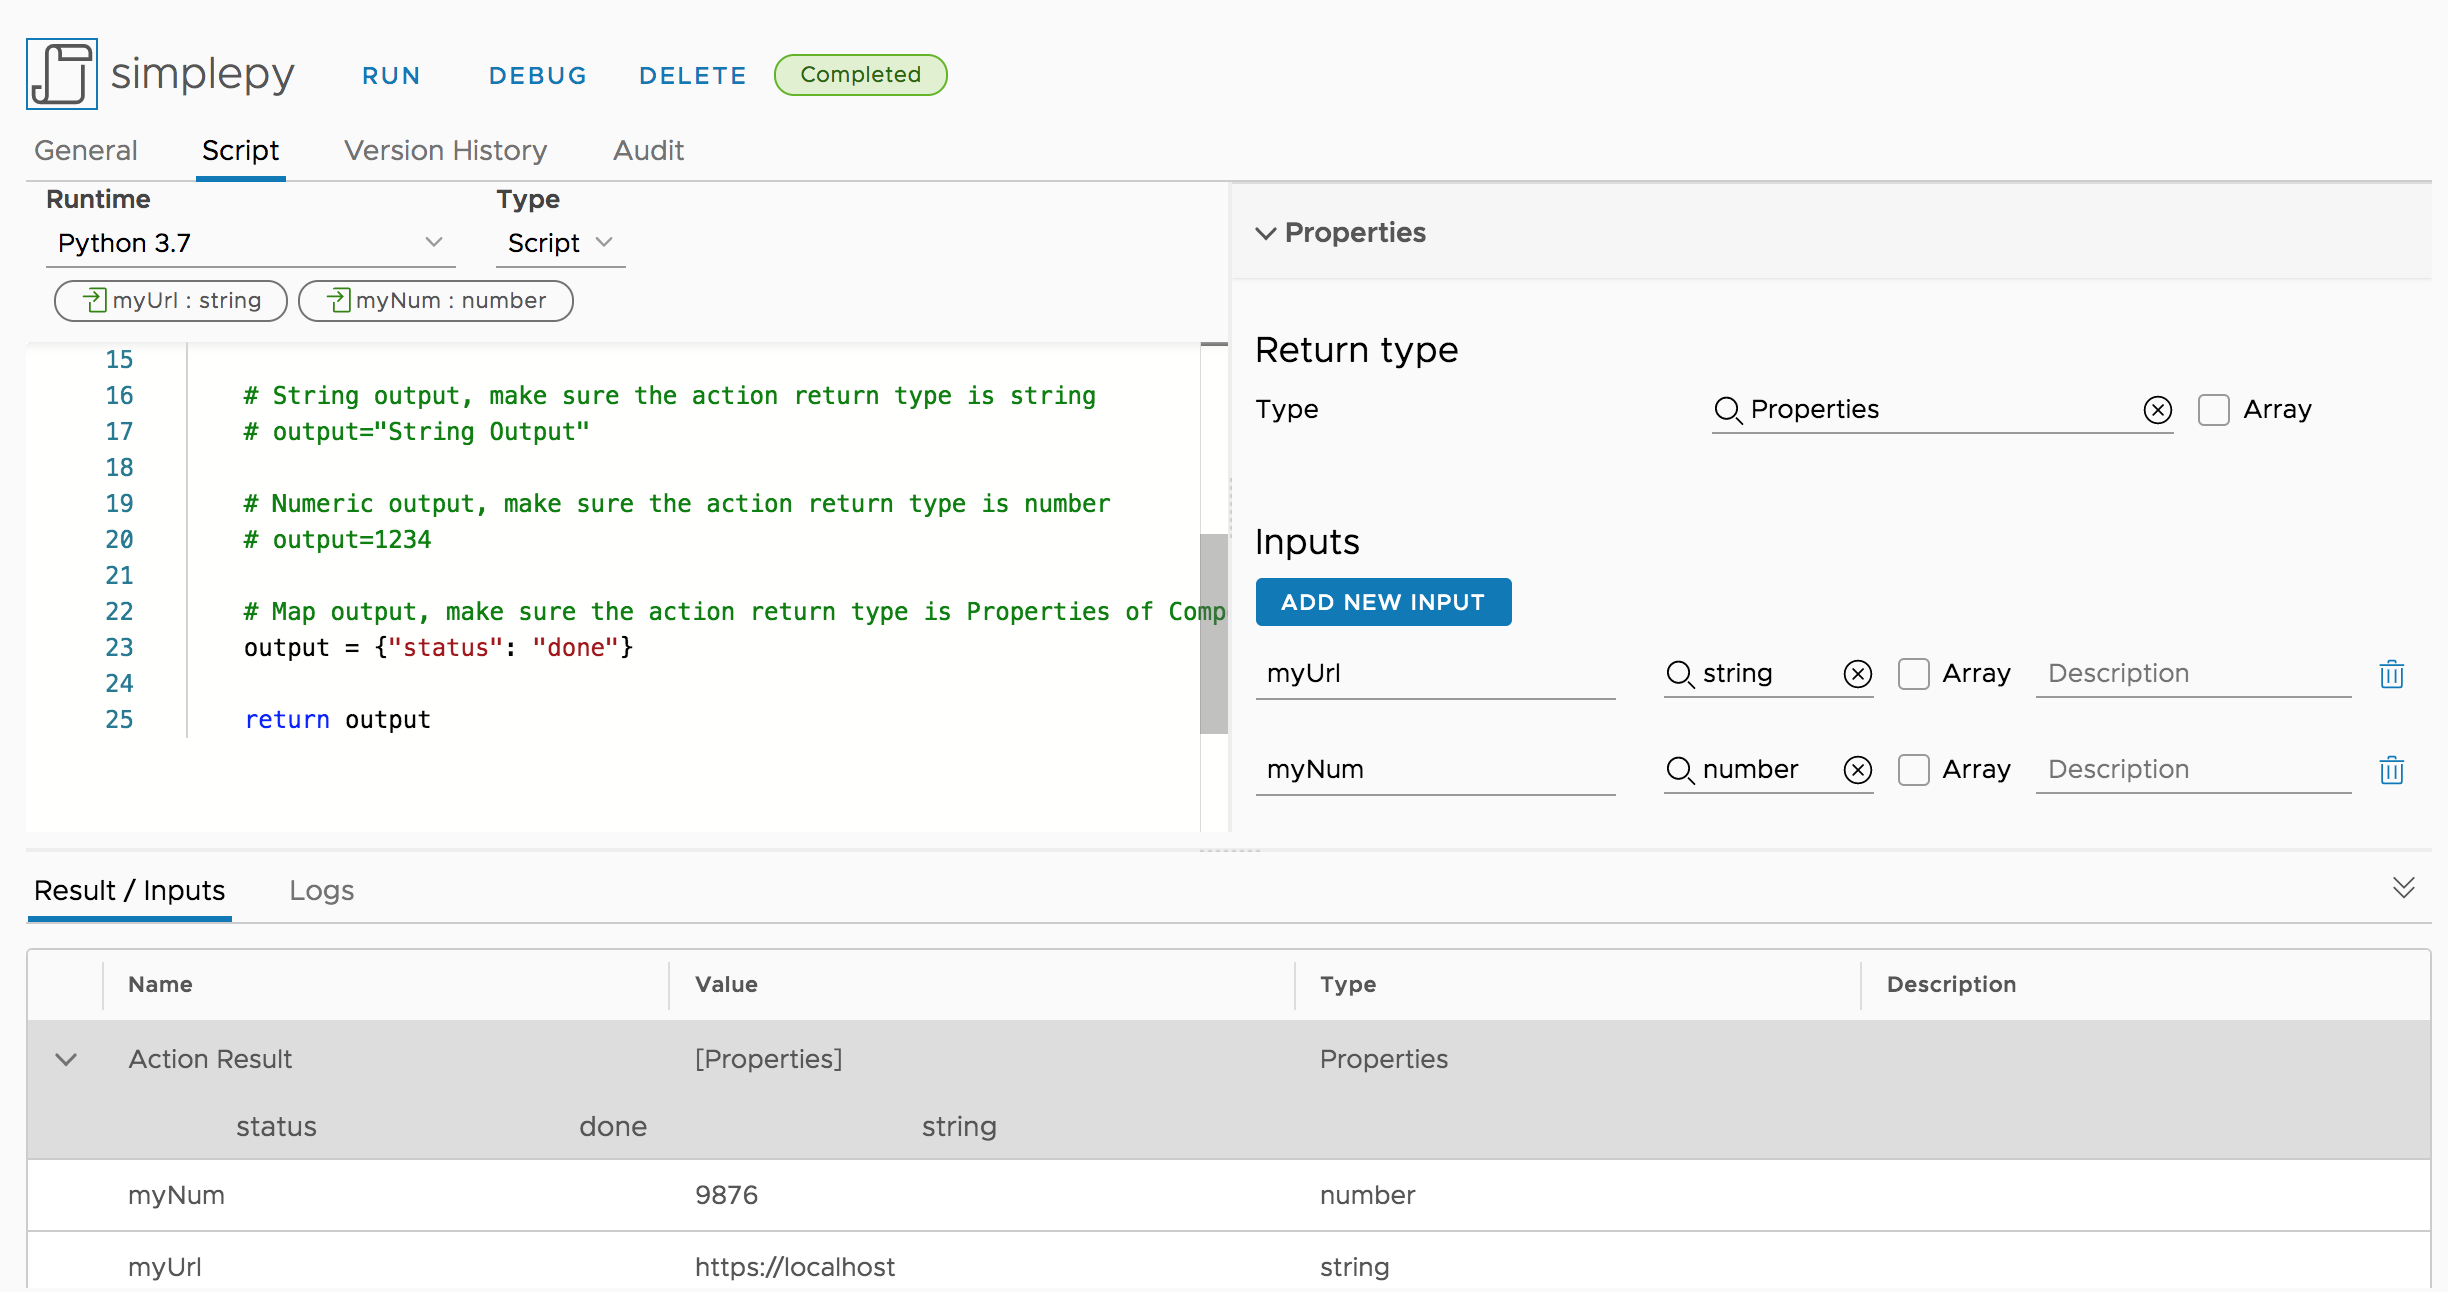 simplepy RUN DEBUG DELETE Completed
General Script Version History Audit
Runtime Type
Python 3.7 Script
myUrl : string myNum : number
15
16 # String output, make sure the action return type is string
17 # output="String Output"
18
19 # Numeric output, make sure the action return type is number
20 # output=1234
21
22 # Map output, make sure the action return type is Properties of Comp
23 output = {"status": "done"}
24
25 return output
Properties
Return type
Type Properties Array
Inputs
ADD NEW INPUT
myUrl string Array Description
myNum number Array Description
Result / Inputs Logs
Name Value Type Description
Action Result [Properties] Properties
status done string
myNum 9876 number
myUrl https://localhost string